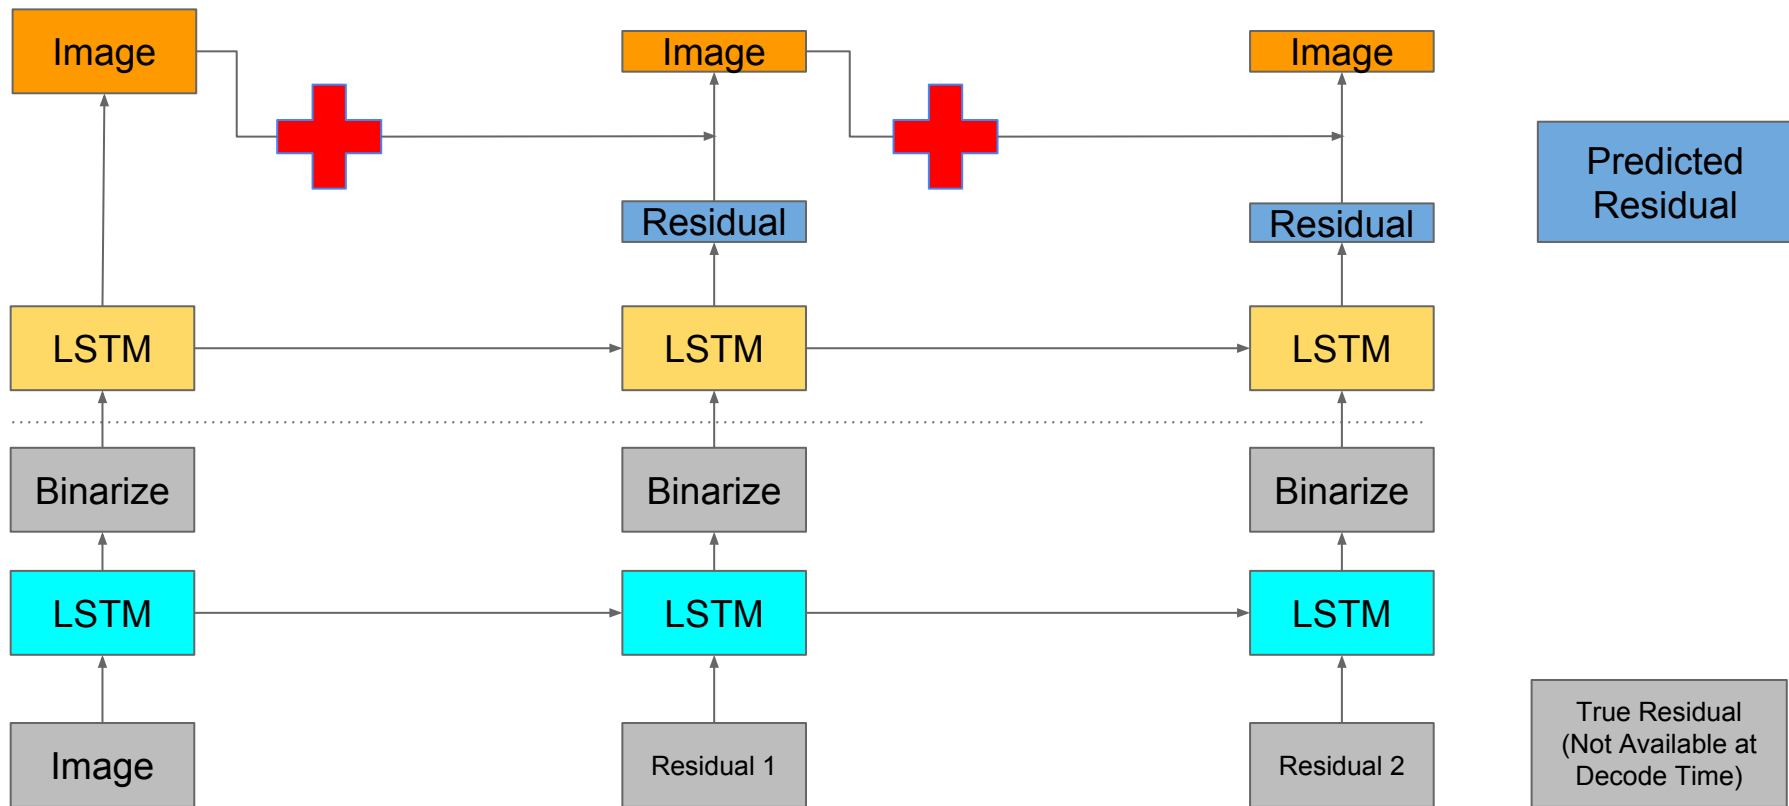 Image
Image
Image
Predicted
Residual
Residual
Residual
LSTM
LSTM
LSTM
Binarize
Binarize
Binarize
LSTM
LSTM
LSTM
Image
Residual 1
Residual 2
True Residual
(Not Available at
Decode Time)